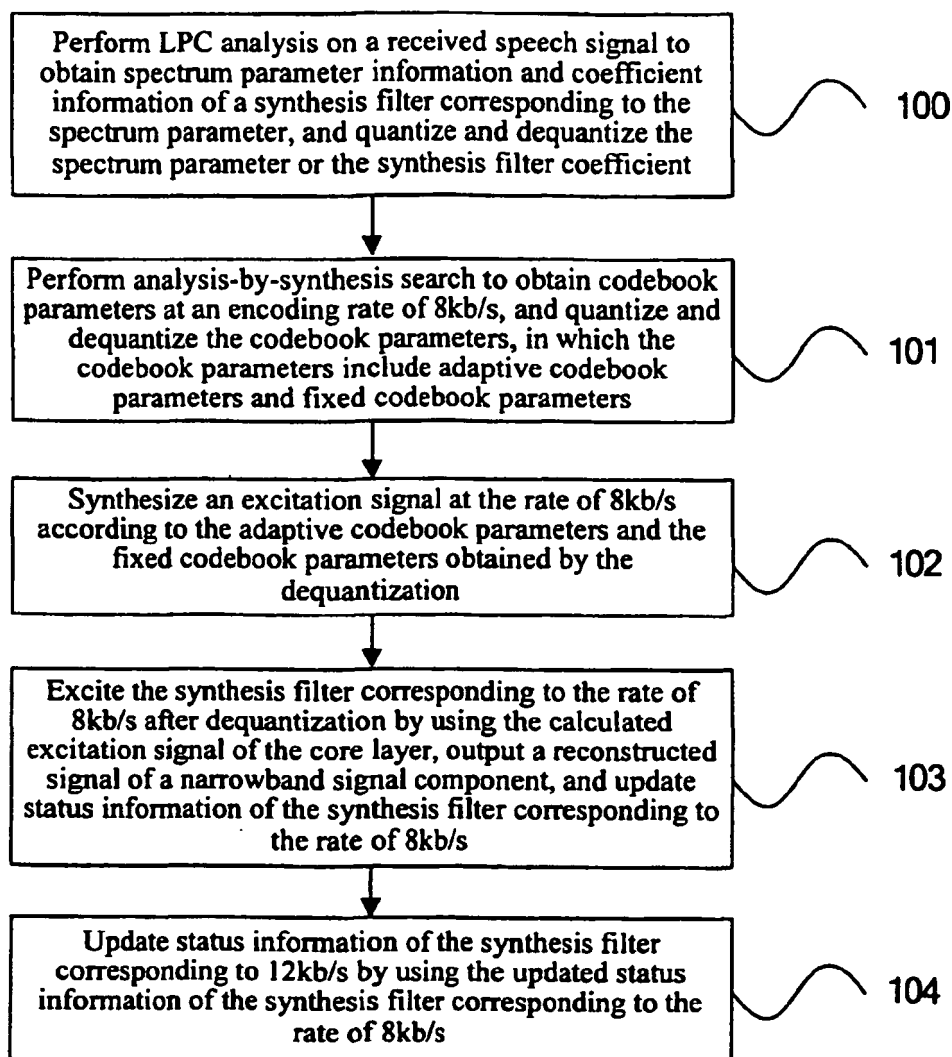 Perform LPC analysis on a received speech signal to
obtain spectrum parameter information and coefficient
information of a synthesis filter corresponding to the
spectrum parameter, and quantize and dequantize the
spectrum parameter or the synthesis filter coefficient
100
Perform analysis-by-synthesis search to obtain codebook
parameters at an encoding rate of 8kb/s, and quantize and
dequantize the codebook parameters, in which the
codebook parameters include adaptive codebook
parameters and fixed codebook parameters
101
Synthesize an excitation signal at the rate of 8kb/s
according to the adaptive codebook parameters and the
fixed codebook parameters obtained by the
dequantization
102
Excite the synthesis filter corresponding to the rate of
8kb/s after dequantization by using the calculated
excitation signal of the core layer, output a reconstructed
signal of a narrowband signal component, and update
status information of the synthesis filter corresponding to
the rate of 8kb/s
103
Update status information of the synthesis filter
corresponding to 12kb/s by using the updated status
information of the synthesis filter corresponding to the
rate of 8kb/s
104